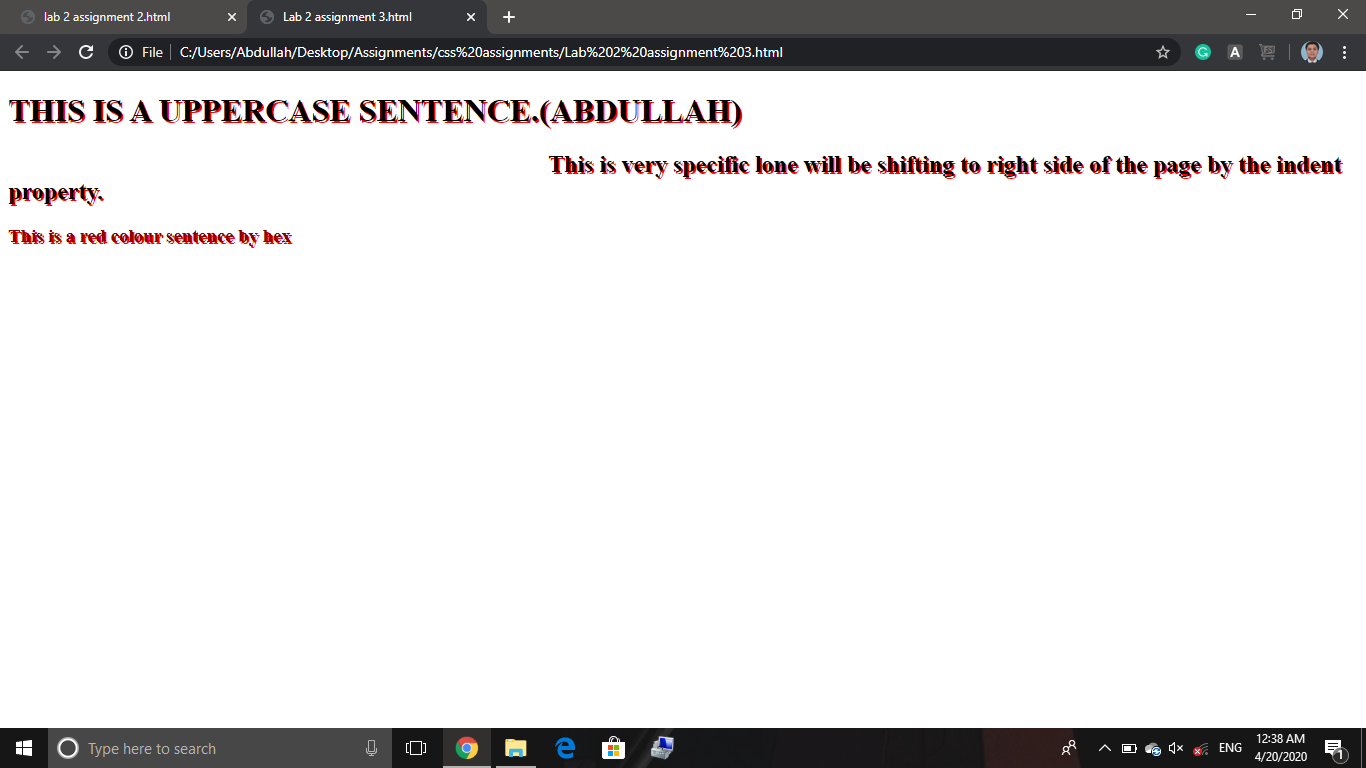 lab 2 assignment 2.html
Lab 2 assignment 3.html
File
C:/Users/Abdullah/Desktop/Assignments/css%20assignments/Lab%202%20assignment%203.html
THIS IS A UPPERCASE SENTENCE.(ABDULLAH)
This is very specific lone will be shifting to right side of the page by the indent
property.
This is a red colour sentence by hex
Type here to search
ENG
12:38 AM
4/20/2020
1